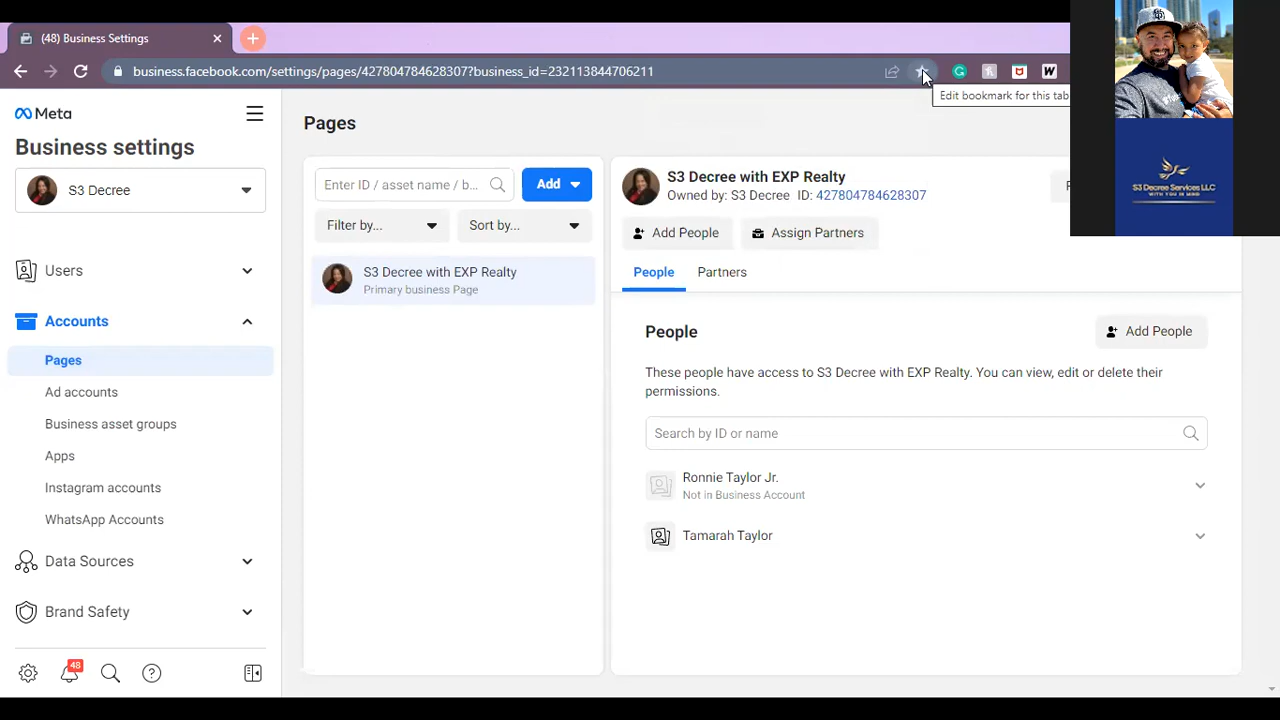 (48) Business Settings
business.facebook.com/settings/pages/427804784628307?business_id=232113844706211
Edit bookmark for this tab
Meta
Business settings
S3 Decree
Users
Accounts
Pages
Ad accounts
Business asset groups
Apps
Instagram accounts
WhatsApp Accounts
Data Sources
Brand Safety
48
Pages
Enter ID / asset name / b...
Add
Filter by...
Sort by...
S3 Decree with EXP Realty
Primary business Page
S3 Decree with EXP Realty
Owned by: S3 Decree ID: 427804784628307
Add People
Assign Partners
People
Partners
People
Add People
These people have access to S3 Decree with EXP Realty. You can view, edit or delete their
permissions.
Search by ID or name
Ronnie Taylor Jr.
Not in Business Account
Tamarah Taylor
S3 Decree Services LLC
WITH YOU IN MIND